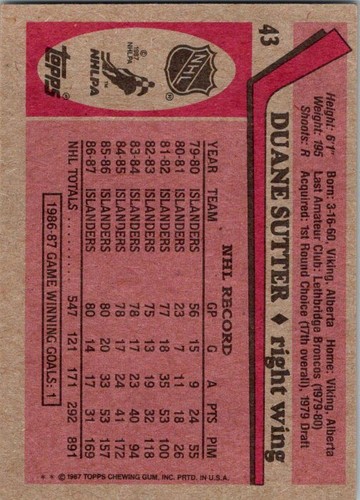 43
DUANE SUTTER ♦ right wing
Height: 6'1" Born: 3-16-60, Viking, Alberta Home: Viking, Alberta
Weight: 195 Last Amateur Club: Lethbridge Broncos (1979-80)
Shoots: R Acquired: 1st Round Choice (17th overall), 1979 Draft
NHL
© 1987 NHLPA
NHLPA™
TOPPS
NHL RECORD
YEAR TEAM GP G A PTS PIM
79-80 ISLANDERS 56 15 9 24 55
80-81 ISLANDERS 23 7 11 18 26
81-82 ISLANDERS 77 18 35 53 100
82-83 ISLANDERS 75 13 19 32 94
83-84 ISLANDERS 78 17 23 40 94
84-85 ISLANDERS 78 17 24 41 174
85-86 ISLANDERS 80 20 33 53 157
86-87 ISLANDERS 80 14 17 31 169
NHL TOTALS 547 121 171 292 891
1986-87 GAME WINNING GOALS: 1
** © 1987 TOPPS CHEWING GUM, INC. PRTD. IN U.S.A.